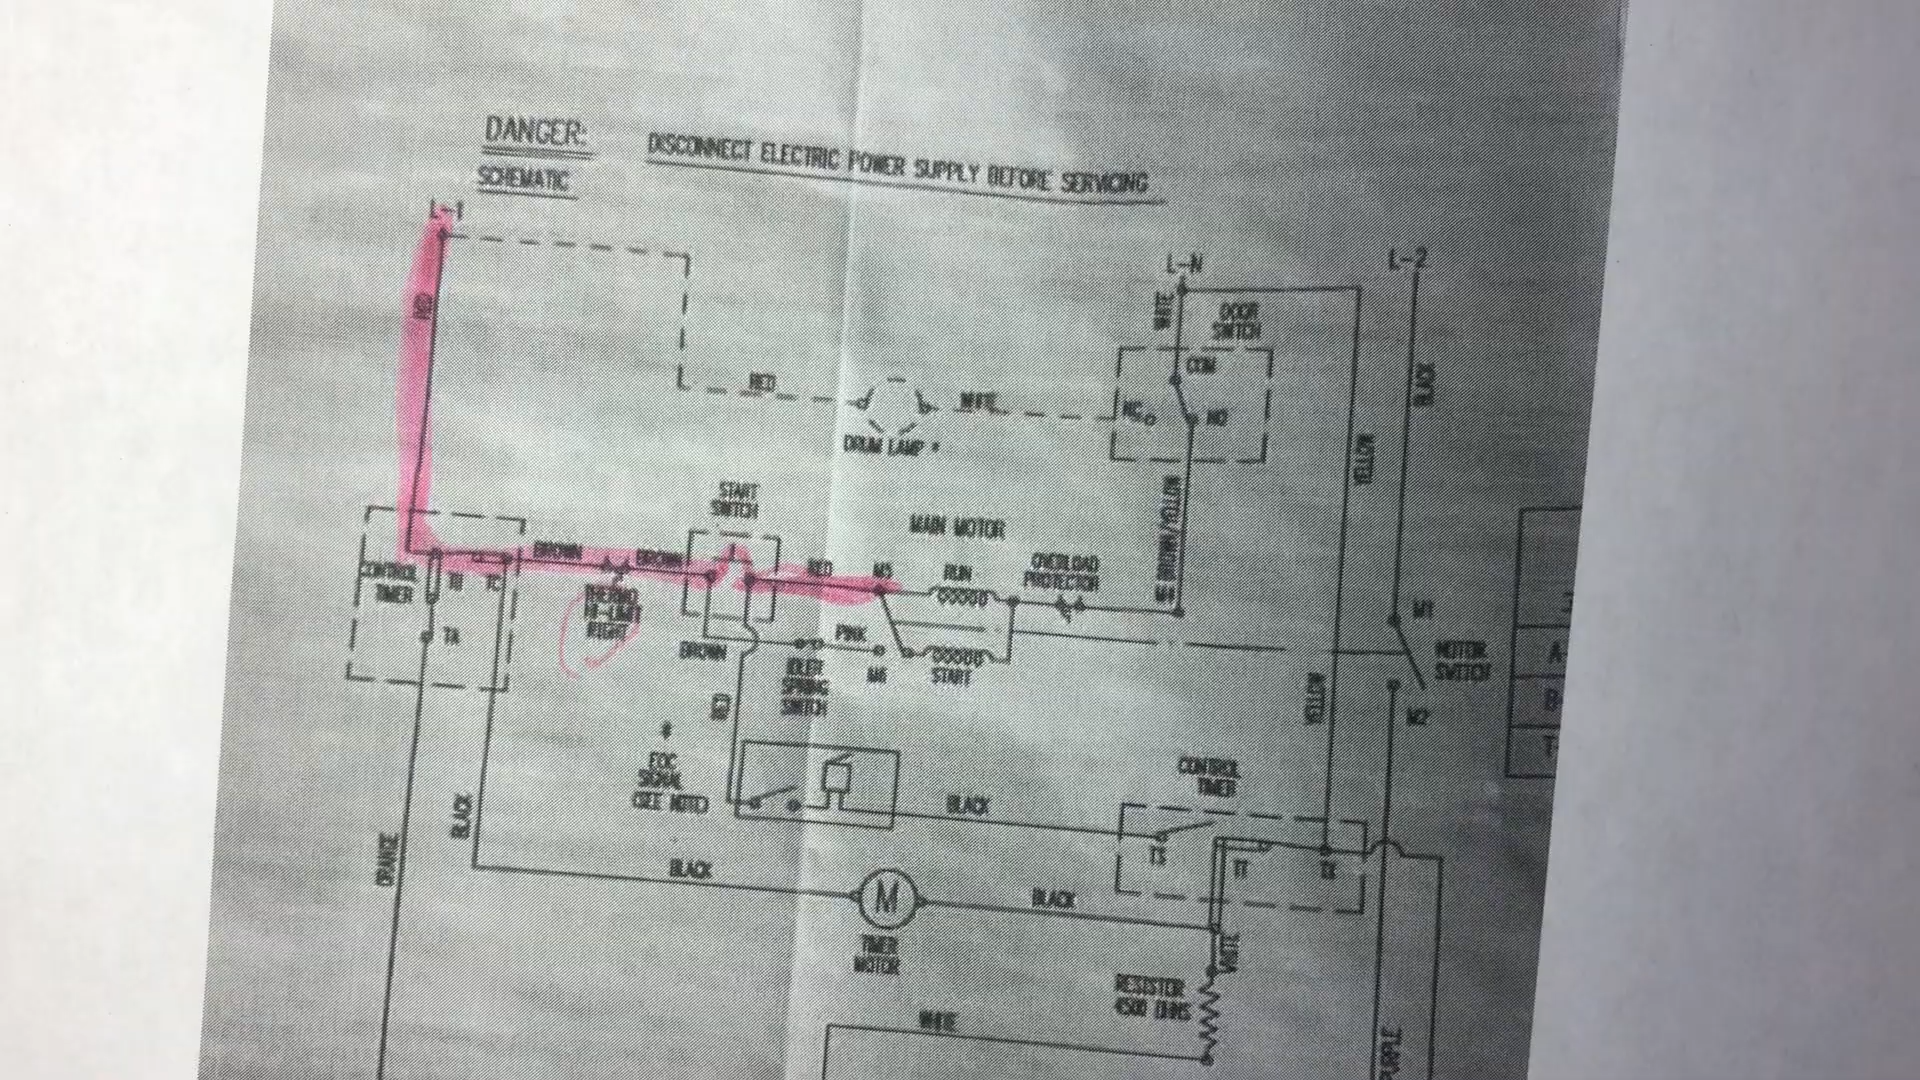 DANGER: DISCONNECT ELECTRIC POWER SUPPLY BEFORE SERVICING
SCHEMATIC
L-1
L-N
L-2
RED
WHITE
DOOR
SWITCH
COM
BLACK
RED
WHITE
NC
NO
DRUM LAMP *
YELLOW
START
SWITCH
MAIN MOTOR
BROWN/YELLOW
BROWN
BROWN
RED
M5
RUN
OVERLOAD
PROTECTOR
CONTROL
TIMER
TC
THERMO
HI-LIMIT
RIGHT
M4
M1
TA
BROWN
PINK
IDLER
SPRING
SWITCH
M6
START
MOTOR
SWITCH
A-
B-
T-
RED
YELLOW
M2
#
EOC
SIGNAL
(SEE NOTE)
CONTROL
TIMER
BLACK
BLACK
ORANGE
TS
TT
BLACK
M
BLACK
TIMER
MOTOR
WHITE
RESISTOR
4500 OHMS
WHITE
PURPLE